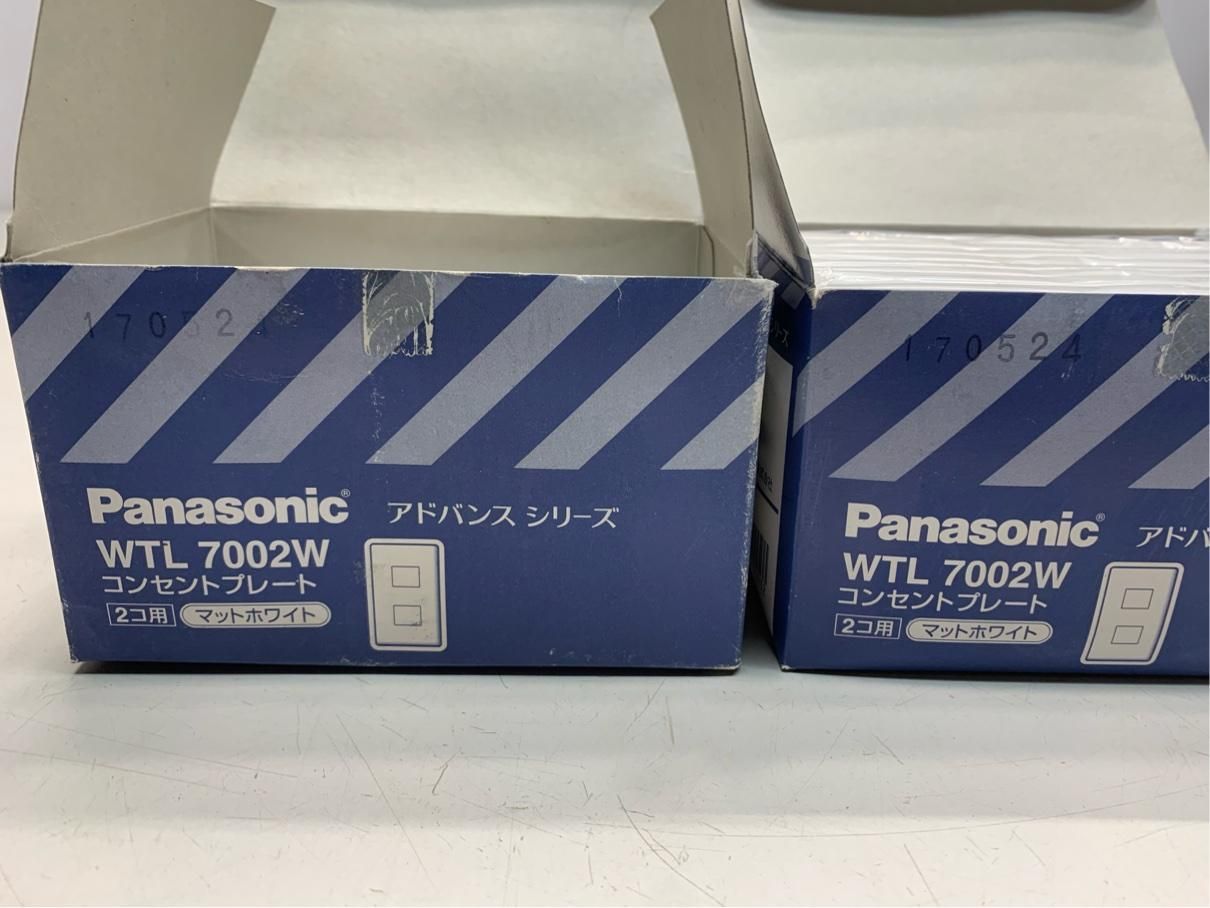 170524
Panasonic® アドバンス シリーズ
WTL 7002W
コンセントプレート
2コ用 マットホワイト
170524
Panasonic® アドバ
WTL 7002W
コンセントプレート
2コ用 マットホワイト